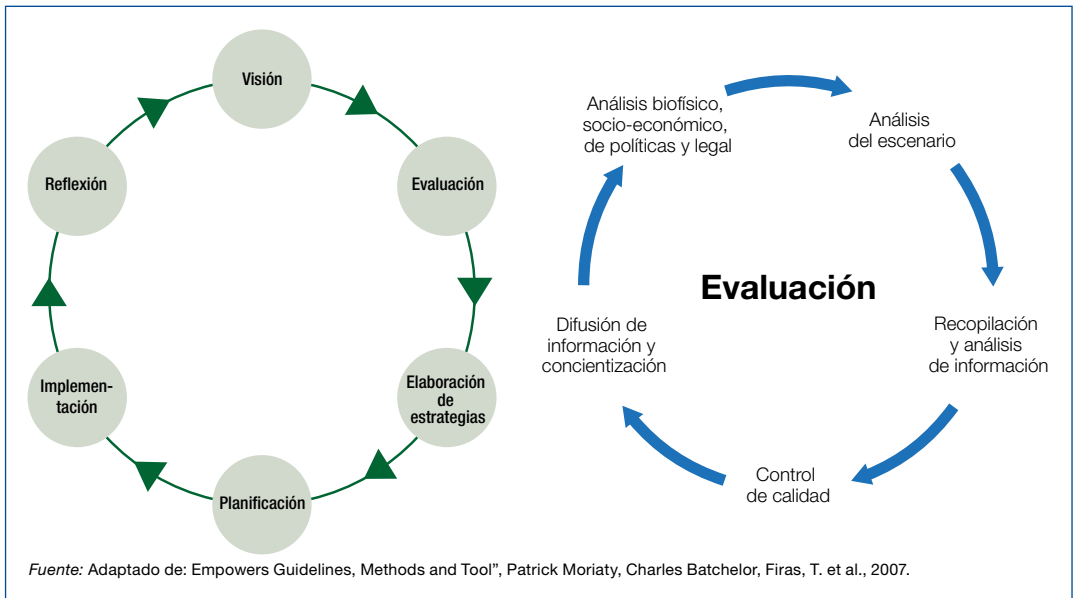 Visión
Evaluación
Elaboración
de
estrategias
Planificación
Implemen-
tación
Reflexión
Análisis biofísico,
socio-económico,
de políticas y legal
Análisis
del escenario
Recopilación
y análisis
de información
Control
de calidad
Difusión de
información y
concientización
Evaluación
Fuente: Adaptado de: Empowers Guidelines, Methods and Tool”, Patrick Moriaty, Charles Batchelor, Firas, T. et al., 2007.